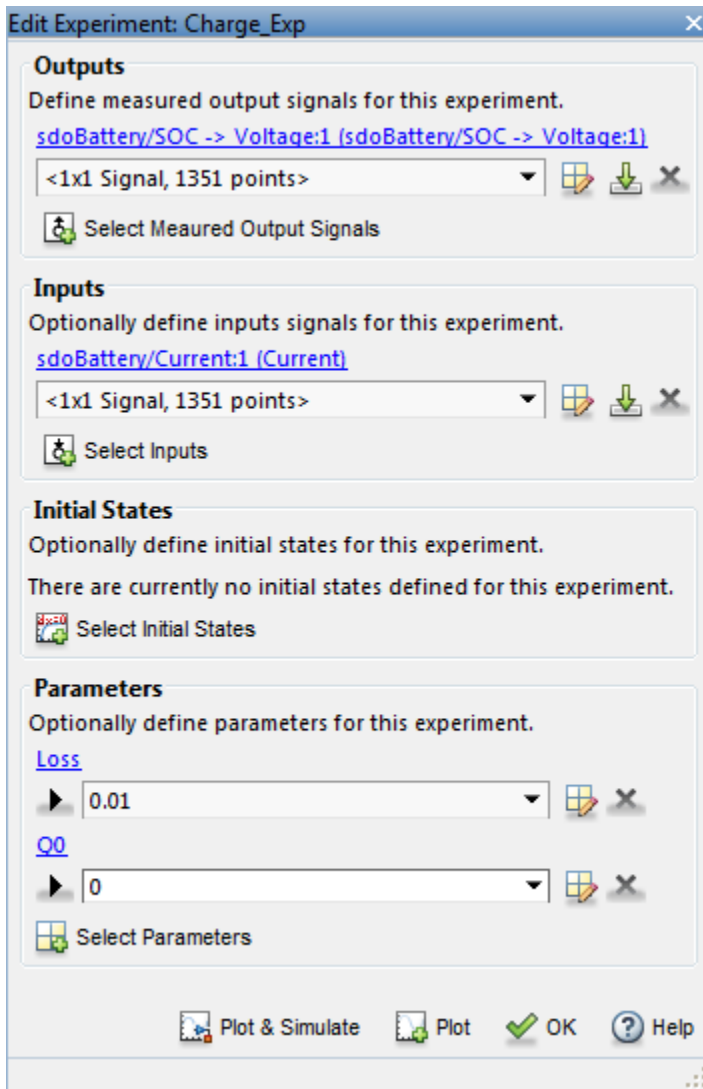 Edit Experiment: Charge_Exp
Outputs
Define measured output signals for this experiment.
sdoBattery/SOC -> Voltage:1 (sdoBattery/SOC -> Voltage:1)
<1x1 Signal, 1351 points>
Select Meaured Output Signals
Inputs
Optionally define inputs signals for this experiment.
sdoBattery/Current:1 (Current)
<1x1 Signal, 1351 points>
Select Inputs
Initial States
Optionally define initial states for this experiment.
There are currently no initial states defined for this experiment.
Select Initial States
Parameters
Optionally define parameters for this experiment.
Loss
0.01
Q0
0
Select Parameters
Plot & Simulate Plot OK Help